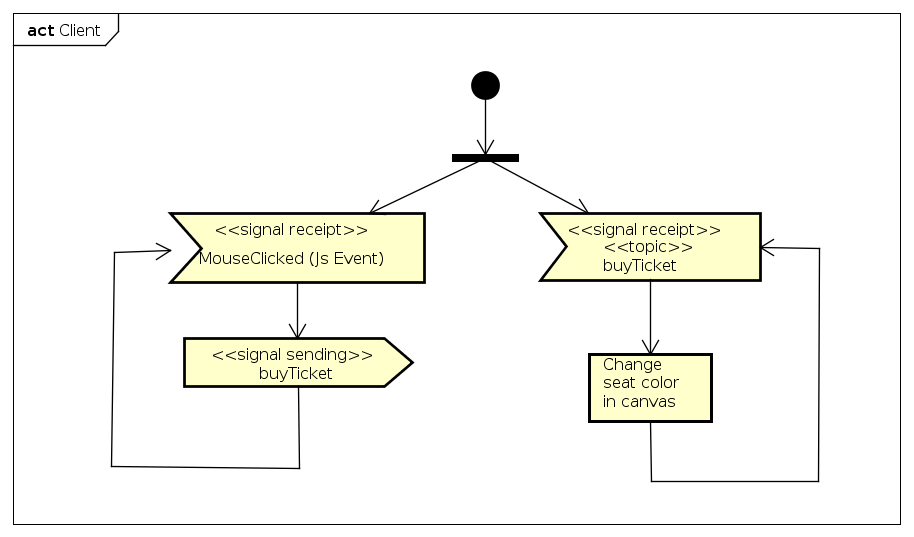 act Client
<<signal receipt>>
MouseClicked (Js Event)
<<signal sending>>
buyTicket
<<signal receipt>>
<<topic>>
buyTicket
Change
seat color
in canvas